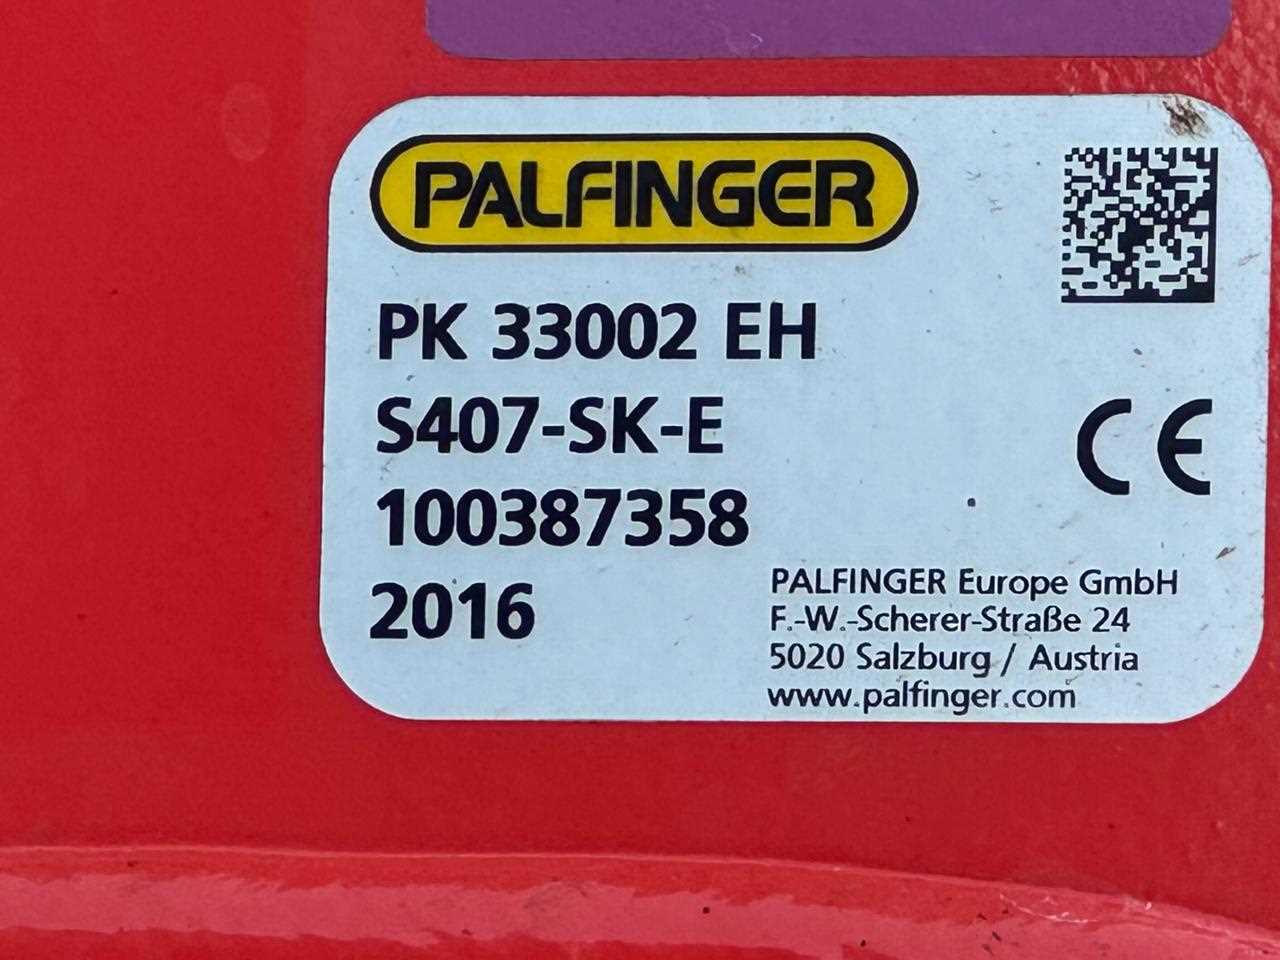 PALFINGER
PK 33002 EH
S407-SK-E
100387358
2016
CE
PALFINGER Europe GmbH
F.-W.-Scherer-Straße 24
5020 Salzburg / Austria
www.palfinger.com